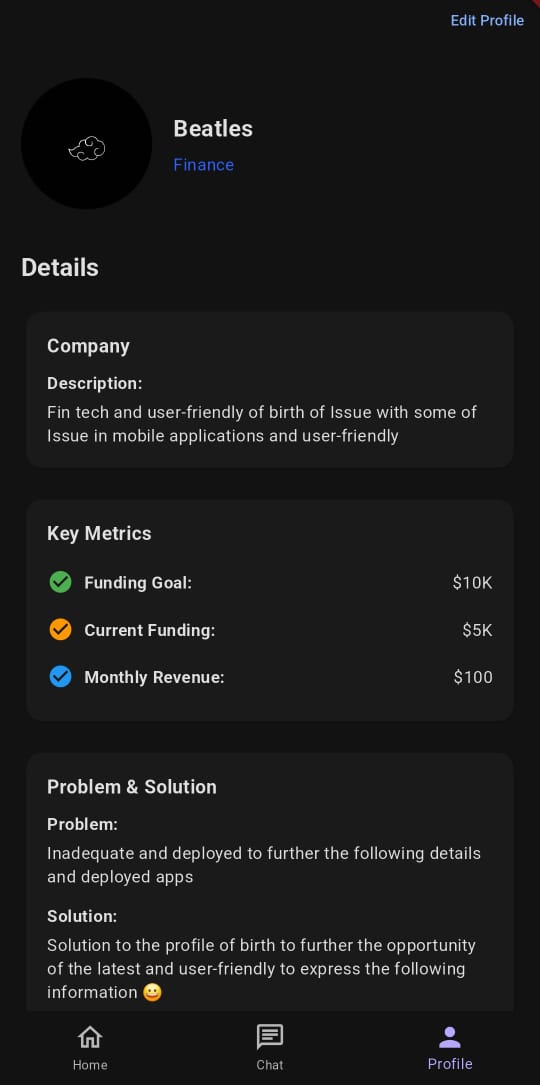 Edit Profile
Beatles
Finance
Details
Company
Description:
Fin tech and user-friendly of birth of Issue with some of
Issue in mobile applications and user-friendly
Key Metrics
Funding Goal: $10K
Current Funding: $5K
Monthly Revenue: $100
Problem & Solution
Problem:
Inadequate and deployed to further the following details
and deployed apps
Solution:
Solution to the profile of birth to further the opportunity
of the latest and user-friendly to express the following
information 😀
Home Chat Profile